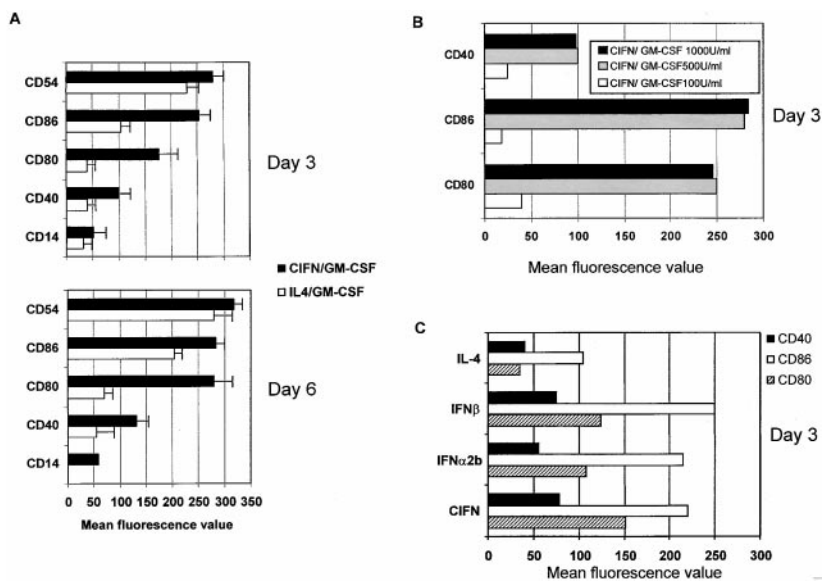 A
CD54
CD86
CD80
CD40
CD14
Day 3
CIFN/GM-CSF
IL4/GM-CSF
CD54
CD86
CD80
CD40
CD14
Day 6
0 50 100 150 200 250 300 350
Mean fluorescence value
B
CD40
CD86
CD80
CIFN/ GM-CSF 1000U/ml
CIFN/ GM-CSF500U/ml
CIFN/ GM-CSF100U/ml
Day 3
0 50 100 150 200 250 300
Mean fluorescence value
C
IL-4
IFNβ
IFNα2b
CIFN
CD40
CD86
CD80
Day 3
0 50 100 150 200 250 300
Mean fluorescence value